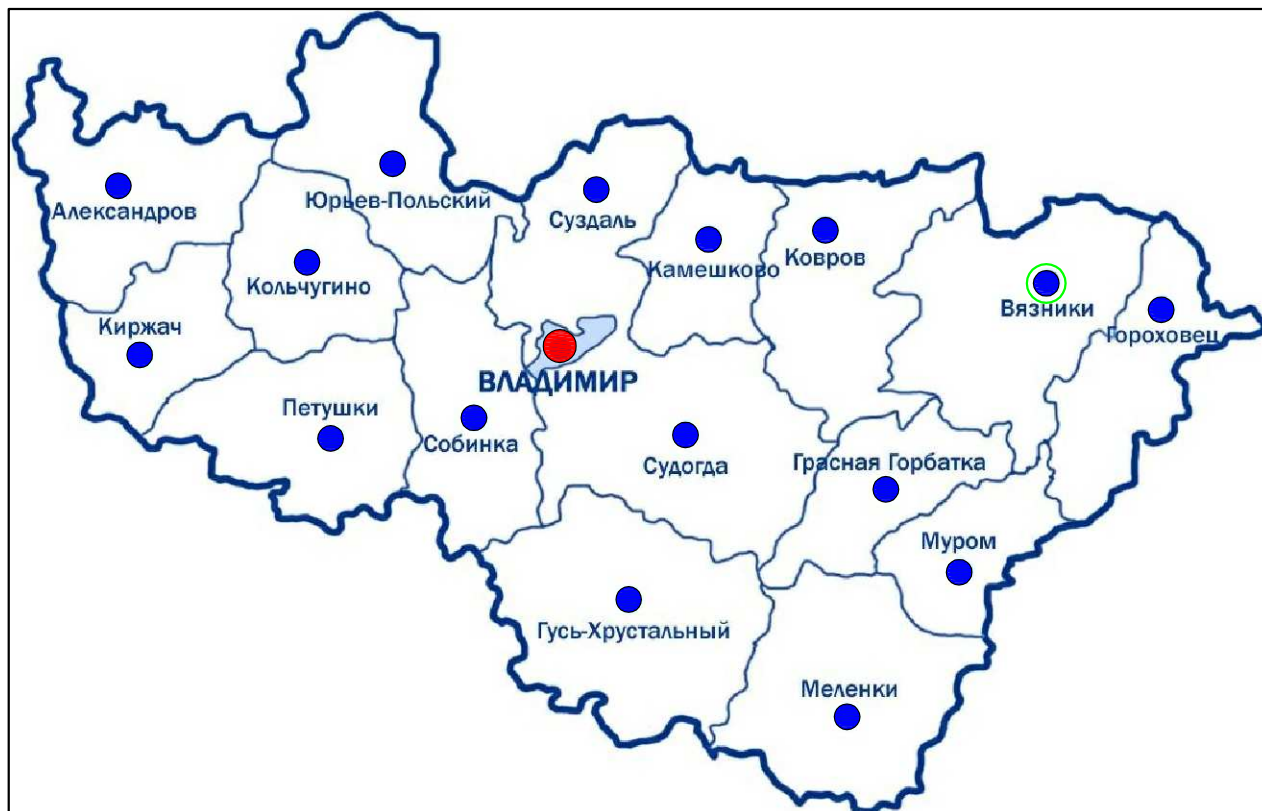 Александров
Юрьев-Польский
Суздаль
Камешково
Ковров
Кольчугино
Вязники
Киржач
Гороховец
ВЛАДИМИР
Петушки
Собинка
Судогда
Грасная Горбатка
Муром
Гусь-Хрустальный
Меленки